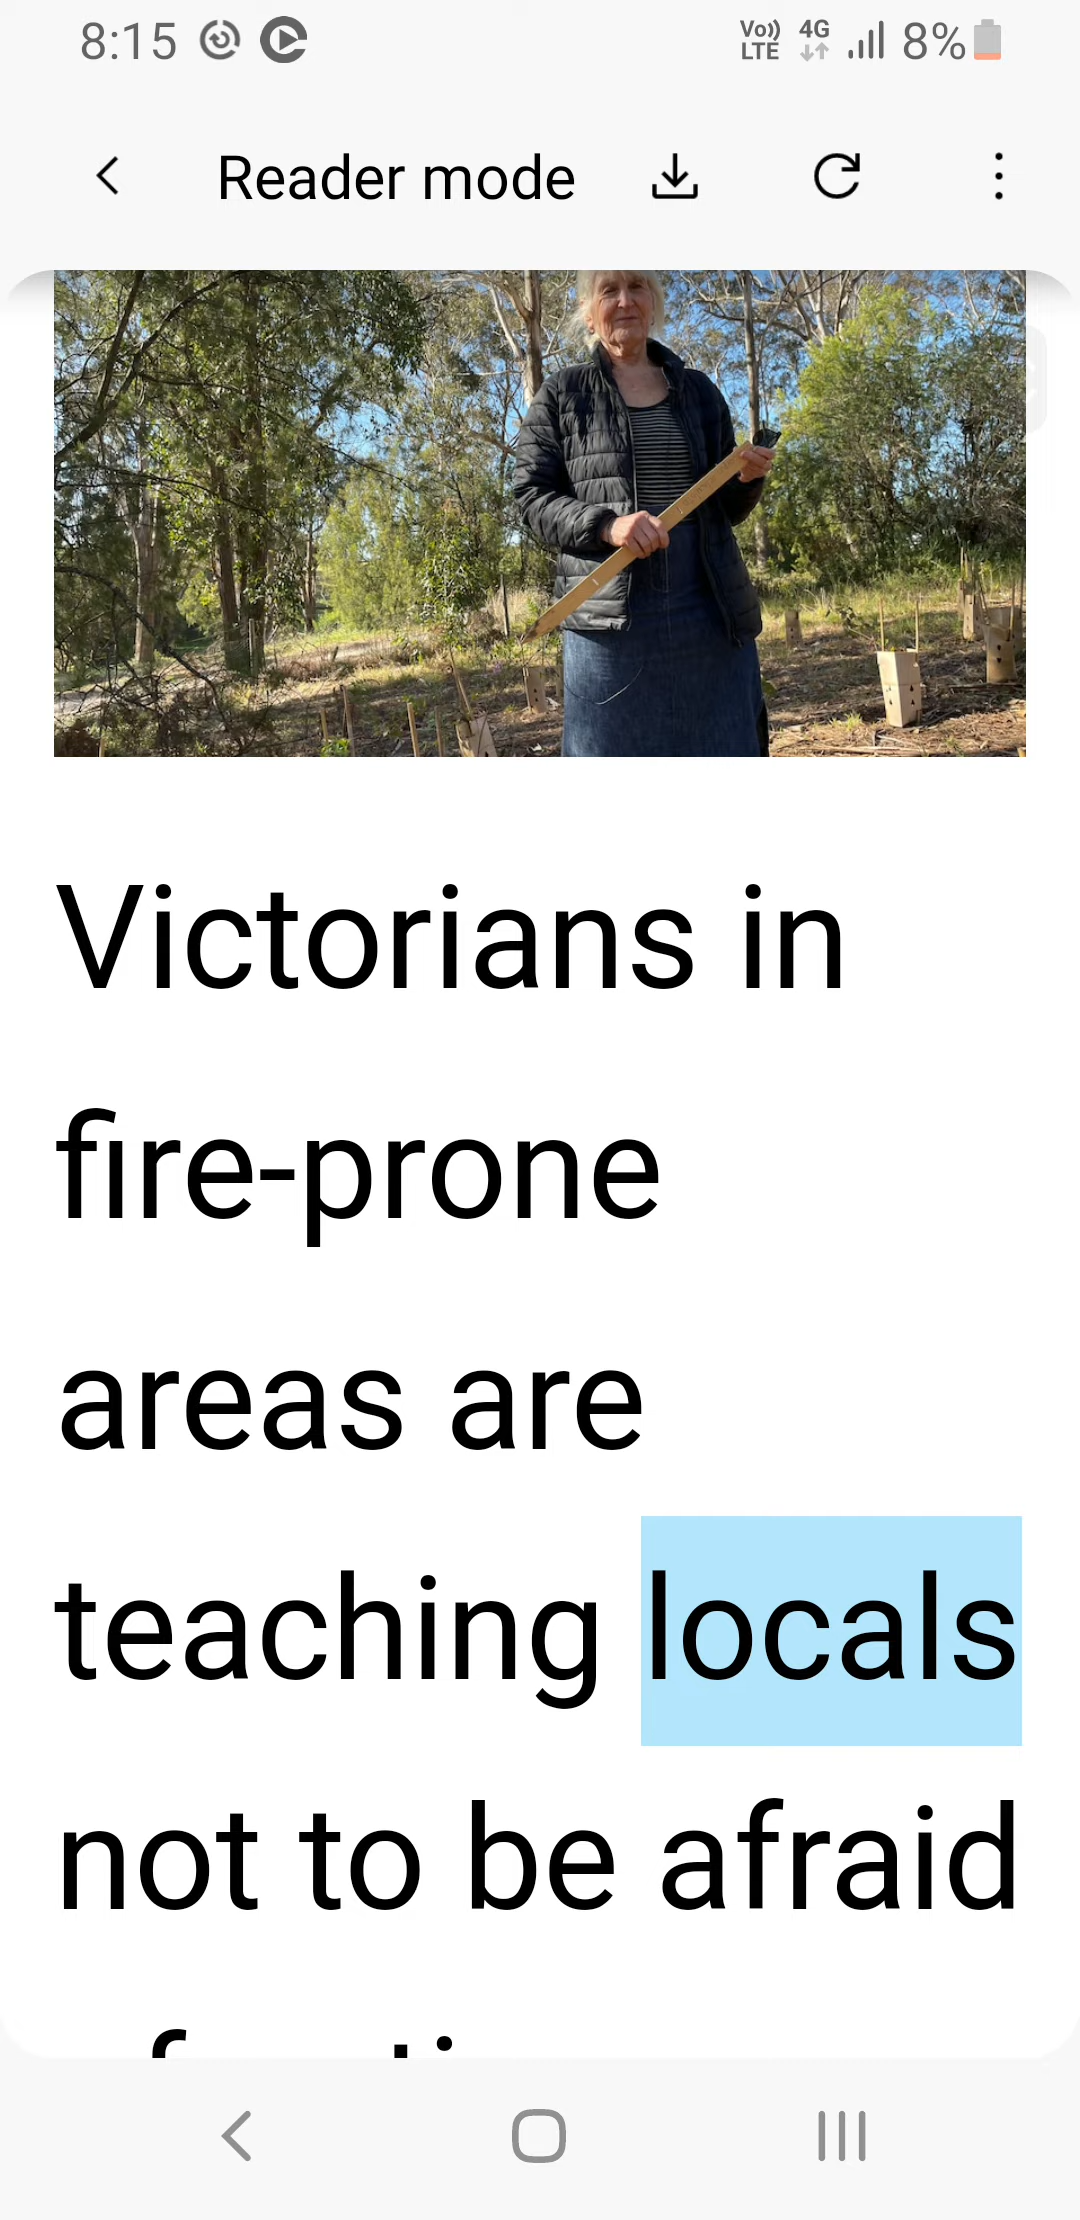 8:15 Vo)) LTE 4G 8%
Reader mode
Victorians in
fire-prone
areas are
teaching locals
not to be afraid